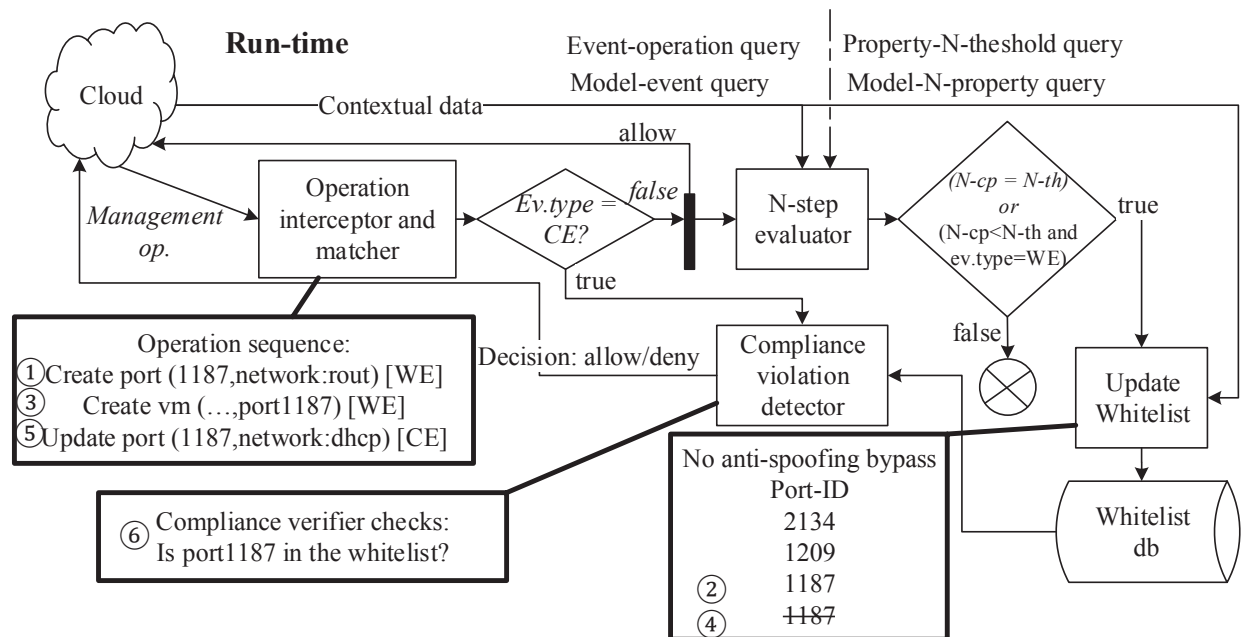 Run-time
Event-operation query
Model-event query
Property-N-theshold query
Model-N-property query
Cloud
Contextual data
allow
Management
op.
Operation
interceptor and
matcher
Ev.type =
CE?
false
true
N-step
evaluator
(N-cp = N-th)
or
(N-cp<N-th and
ev.type=WE)
true
false
Operation sequence:
① Create port (1187,network:rout) [WE]
③ Create vm (…,port1187) [WE]
⑤ Update port (1187,network:dhcp) [CE]
Decision: allow/deny
Compliance
violation
detector
Update
Whitelist
⑥ Compliance verifier checks:
Is port1187 in the whitelist?
No anti-spoofing bypass
Port-ID
2134
1209
② 1187
④ 1187
Whitelist
db